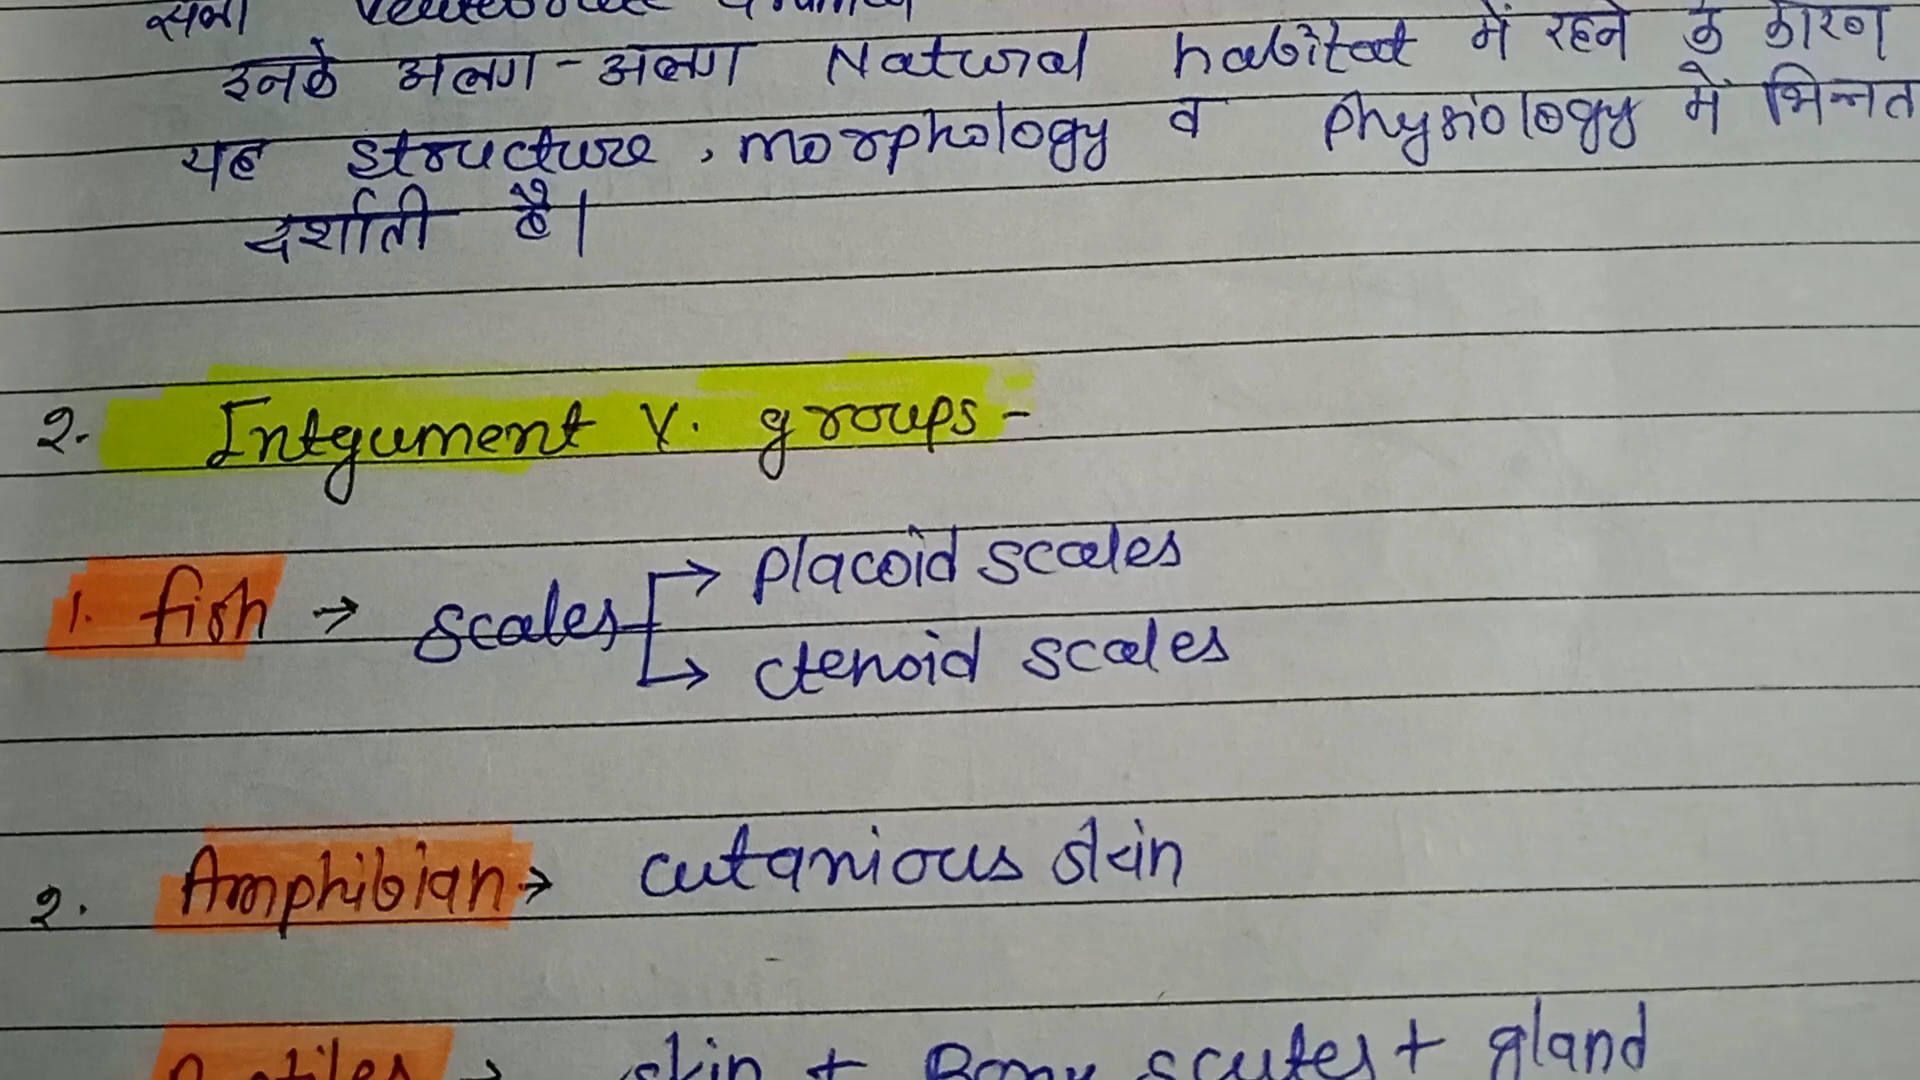 इनके अलग-अलग Natural habitat में रहने के कारण
यह structure, morphology व Physiology में भिन्नत
दर्शाती है।
2. Intgument V. groups-
1. fish → scales → placoid scales
→ ctenoid scales
2. Amphibian → cutanious skin
skin + Bony scutes + gland